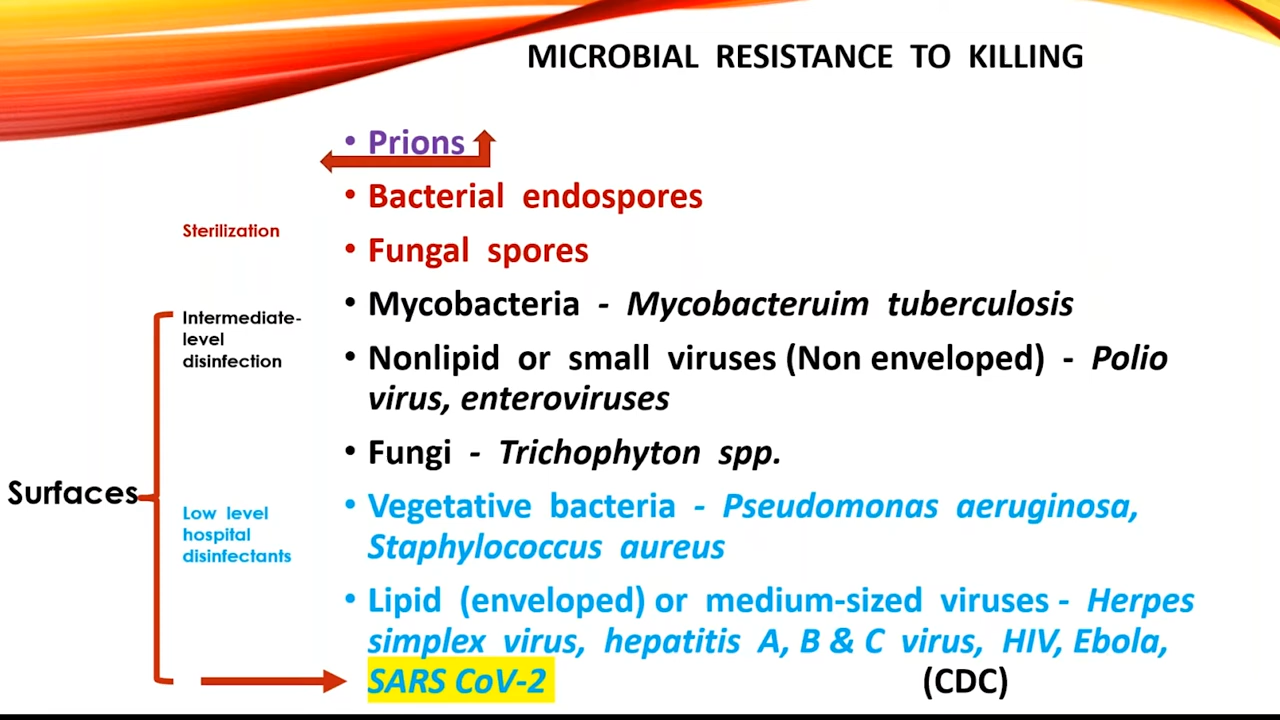 MICROBIAL RESISTANCE TO KILLING
• Prions
• Bacterial endospores
Sterilization
• Fungal spores
• Mycobacteria - Mycobacteruim tuberculosis
Intermediate-
level
disinfection
• Nonlipid or small viruses (Non enveloped) - Polio
virus, enteroviruses
• Fungi - Trichophyton spp.
Surfaces
Low level
hospital
disinfectants
• Vegetative bacteria - Pseudomonas aeruginosa,
Staphylococcus aureus
• Lipid (enveloped) or medium-sized viruses - Herpes
simplex virus, hepatitis A, B & C virus, HIV, Ebola,
SARS CoV-2 (CDC)